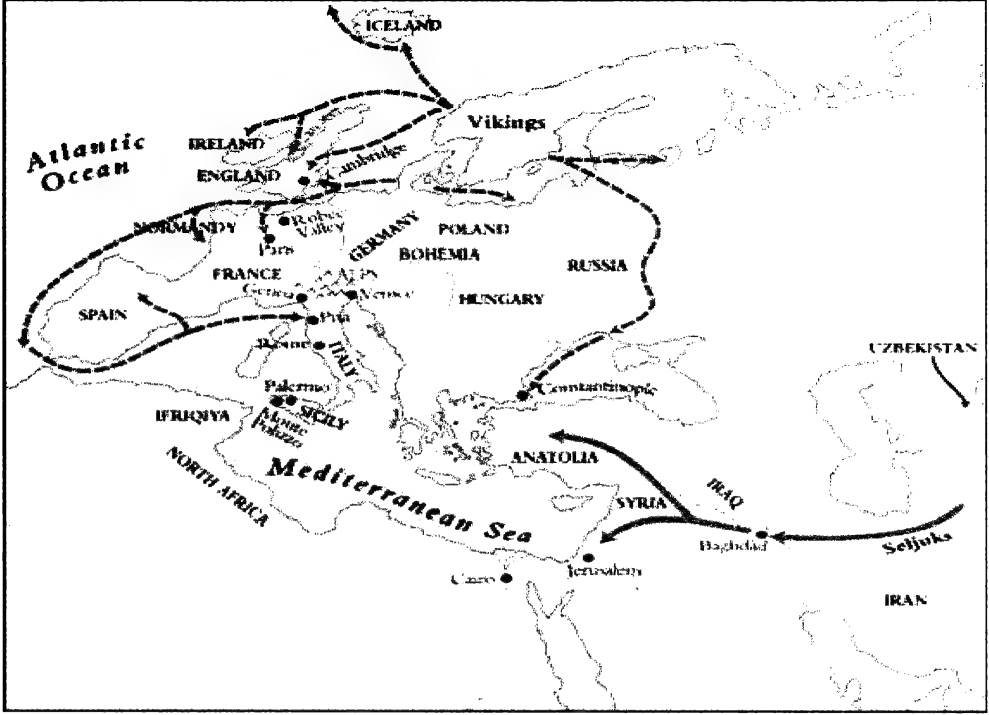 ICELAND
Vikings
Atlantic
Ocean
IRELAND
ENGLAND
Cambridge
NORMANDY
Valley
Paris
GERMANY
POLAND
BOHEMIA
RUSSIA
FRANCE
ALPS
Genoa
Venice
HUNGARY
SPAIN
Pisa
Rome
ITALY
UZBEKISTAN
Constantinople
Palermo
SICILY
Monte
IFRIQIYA
NORTH AFRICA
Mediterranean Sea
ANATOLIA
SYRIA
IRAQ
Baghdad
Seljuks
Jerusalem
Cairo
IRAN